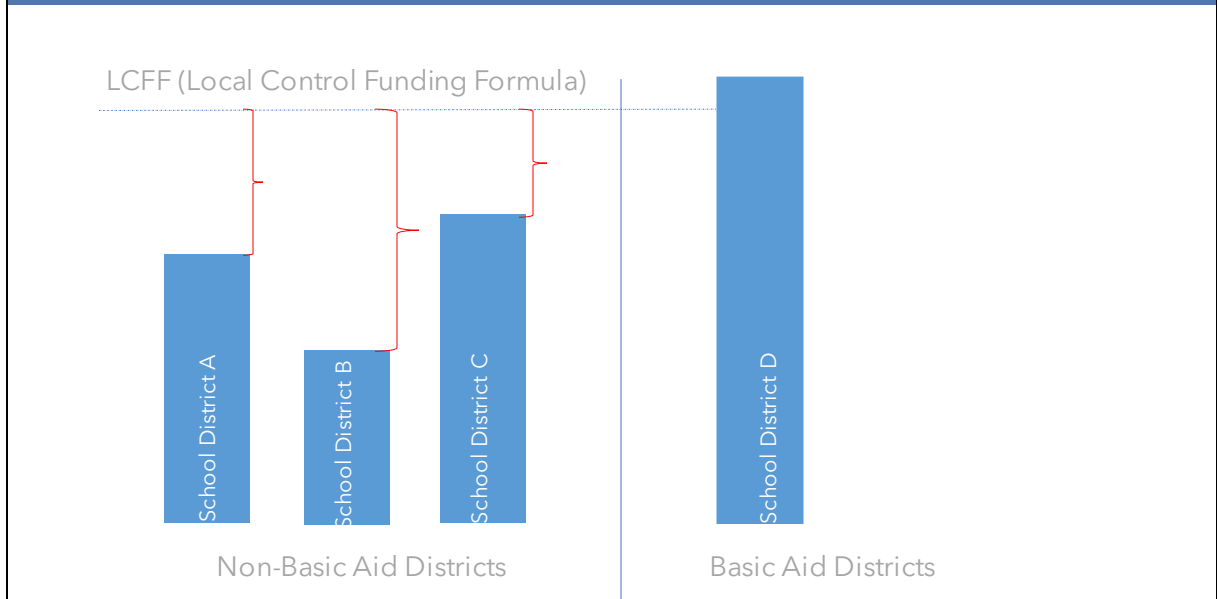 LCFF (Local Control Funding Formula)
School District A
School District B
School District C
School District D
Non-Basic Aid Districts
Basic Aid Districts